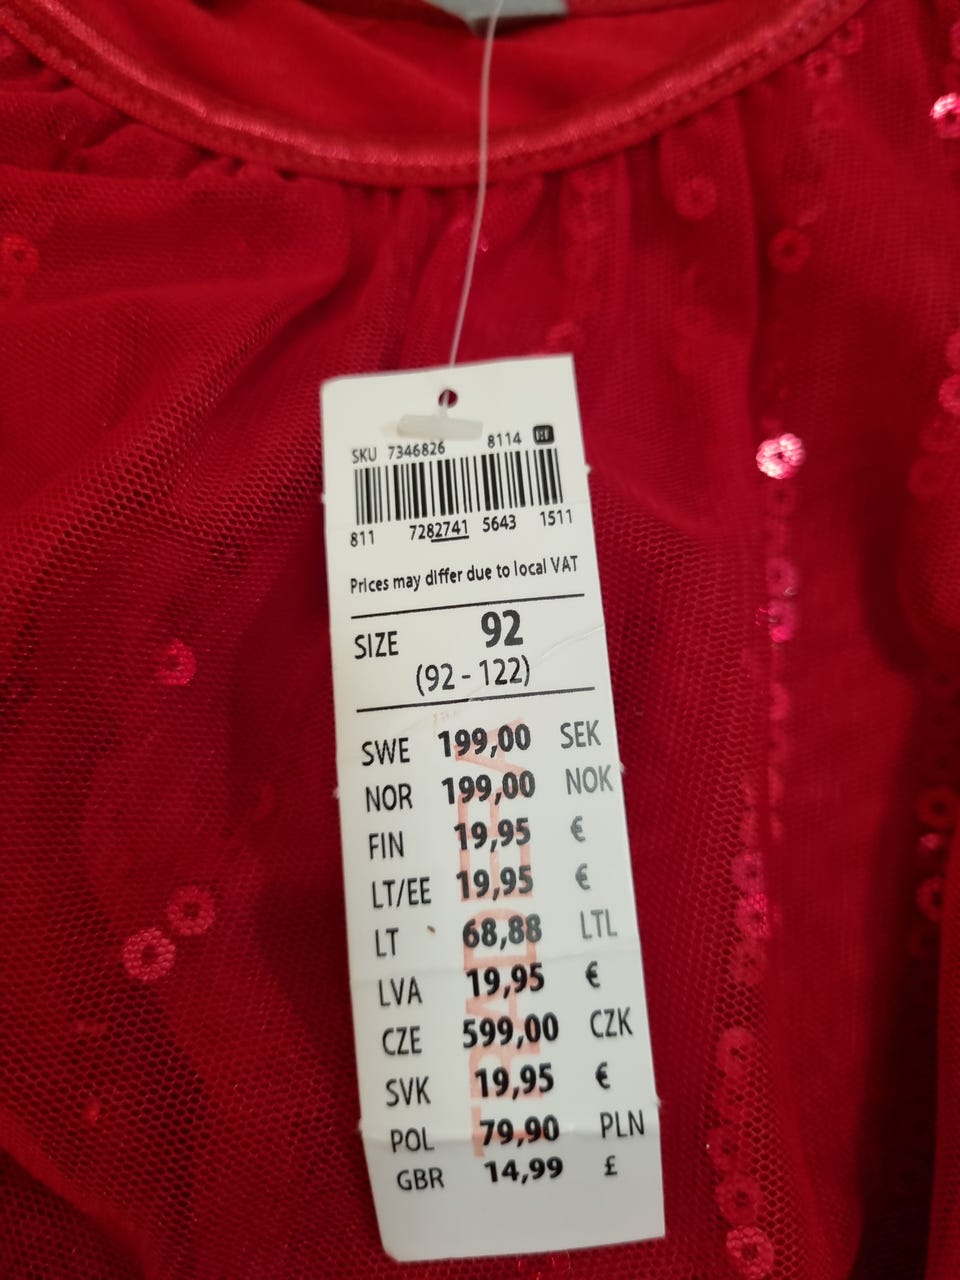 SKU 7346826 8114
811 7282741 5643 1511
Prices may differ due to local VAT
SIZE 92
(92 - 122)
SWE 199,00 SEK
NOR 199,00 NOK
FIN 19,95 €
LT/EE 19,95 €
LT 68,88 LTL
LVA 19,95 €
CZE 599,00 CZK
SVK 19,95 €
POL 79,90 PLN
GBR 14,99 £